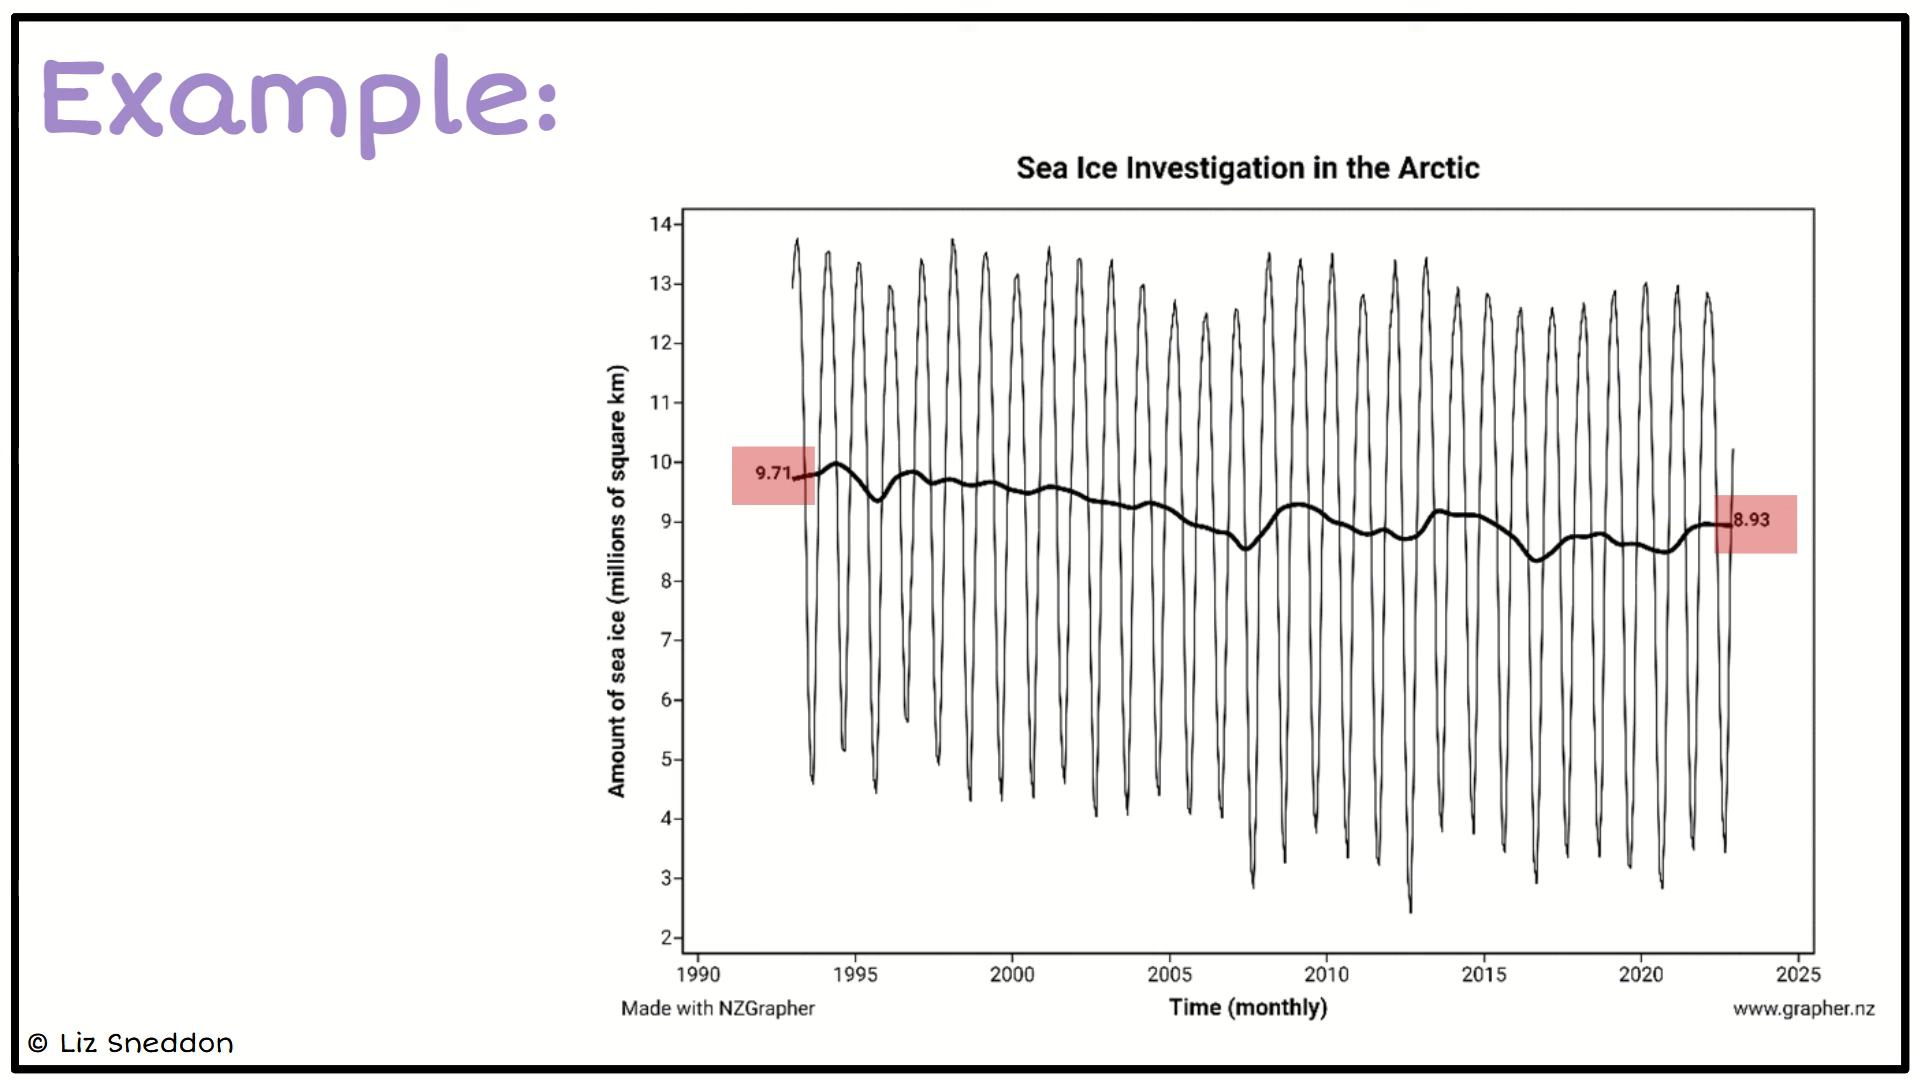 Example:
Sea Ice Investigation in the Arctic
Amount of sea ice (millions of square km)
14
13
12
11
10
9
8
7
6
5
4
3
2
9.71
8.93
1990 1995 2000 2005 2010 2015 2020 2025
Made with NZGrapher Time (monthly) www.grapher.nz
© Liz Sneddon